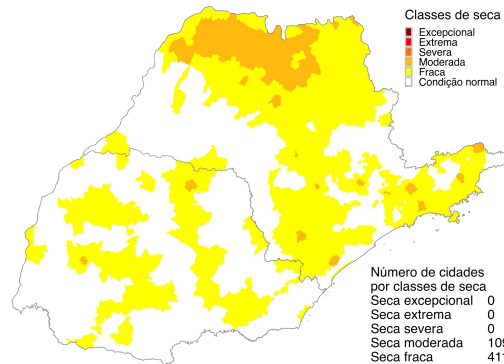 Classes de seca
Excepcional
Extrema
Severa
Moderada
Fraca
Condição normal
Número de cidades
por classes de seca
Seca excepcional 0
Seca extrema 0
Seca severa 0
Seca moderada
Seca fraca